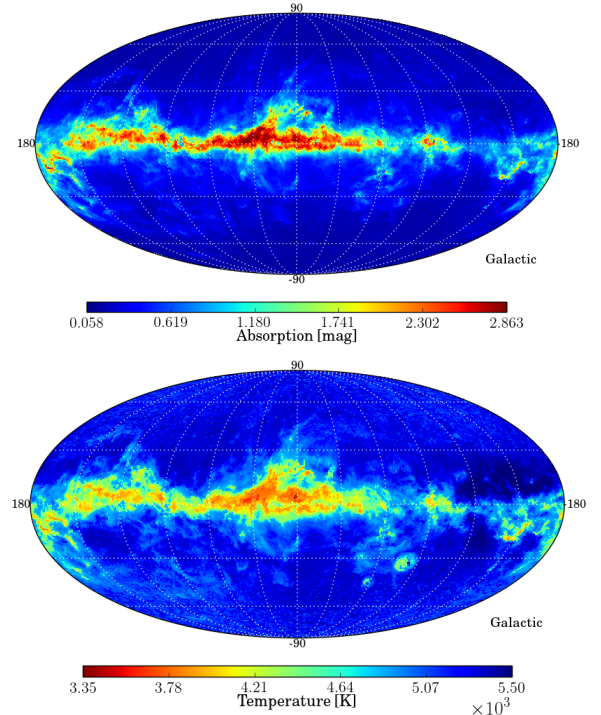 90
180
-180
-90
Galactic
0.058 0.619 1.180 1.741 2.302 2.863
Absorption [mag]
90
180
-180
-90
Galactic
3.35 3.78 4.21 4.64 5.07 5.50
Temperature [K]
×10³